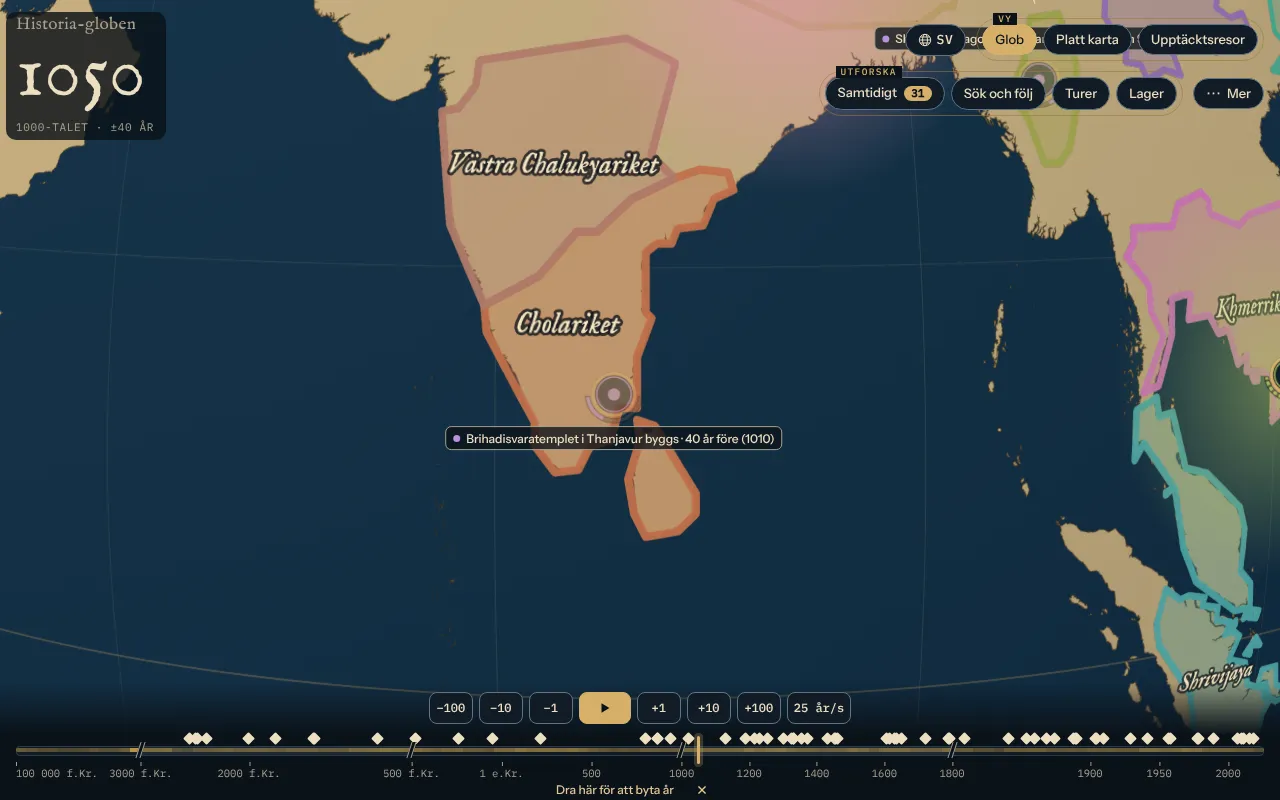 Historia-globen
1050
1000-TALET · ±40 ÅR
SV
VY
Glob
Platt karta
Upptäcktsresor
UTFORSKA
Samtidigt 31
Sök och följ
Turer
Lager
··· Mer
Västra Chalukyariket
Cholariket
Brihadisvaratemplet i Thanjavur byggs · 40 år före (1010)
Shrivijaya
−100
−10
−1
+1
+10
+100
25 år/s
100 000 f.Kr.
3000 f.Kr.
2000 f.Kr.
500 f.Kr.
1 e.Kr.
500
1000
1200
1400
1600
1800
1900
1950
2000
Dra här för att byta år ×